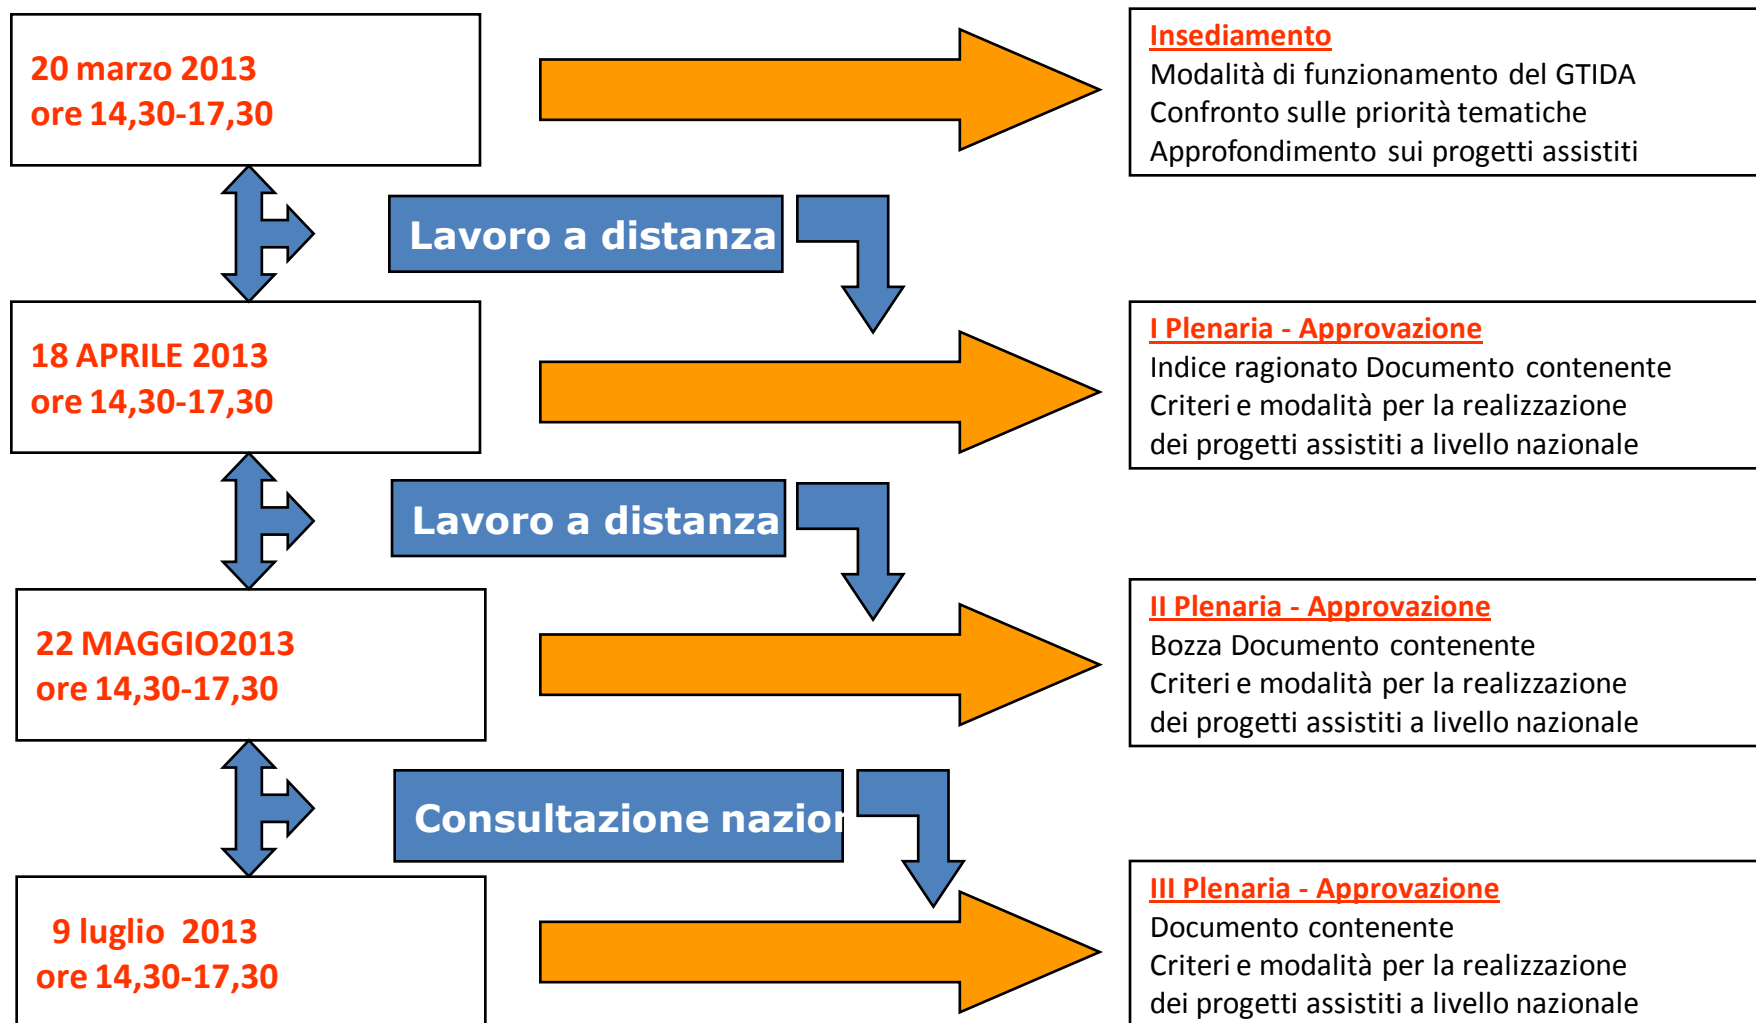 20 marzo 2013
ore 14,30-17,30
Insediamento
Modalità di funzionamento del GTIDA
Confronto sulle priorità tematiche
Approfondimento sui progetti assistiti
Lavoro a distanza
18 APRILE 2013
ore 14,30-17,30
I Plenaria - Approvazione
Indice ragionato Documento contenente
Criteri e modalità per la realizzazione
dei progetti assistiti a livello nazionale
Lavoro a distanza
22 MAGGIO2013
ore 14,30-17,30
II Plenaria - Approvazione
Bozza Documento contenente
Criteri e modalità per la realizzazione
dei progetti assistiti a livello nazionale
Consultazione nazion
9 luglio 2013
ore 14,30-17,30
III Plenaria - Approvazione
Documento contenente
Criteri e modalità per la realizzazione
dei progetti assistiti a livello nazionale